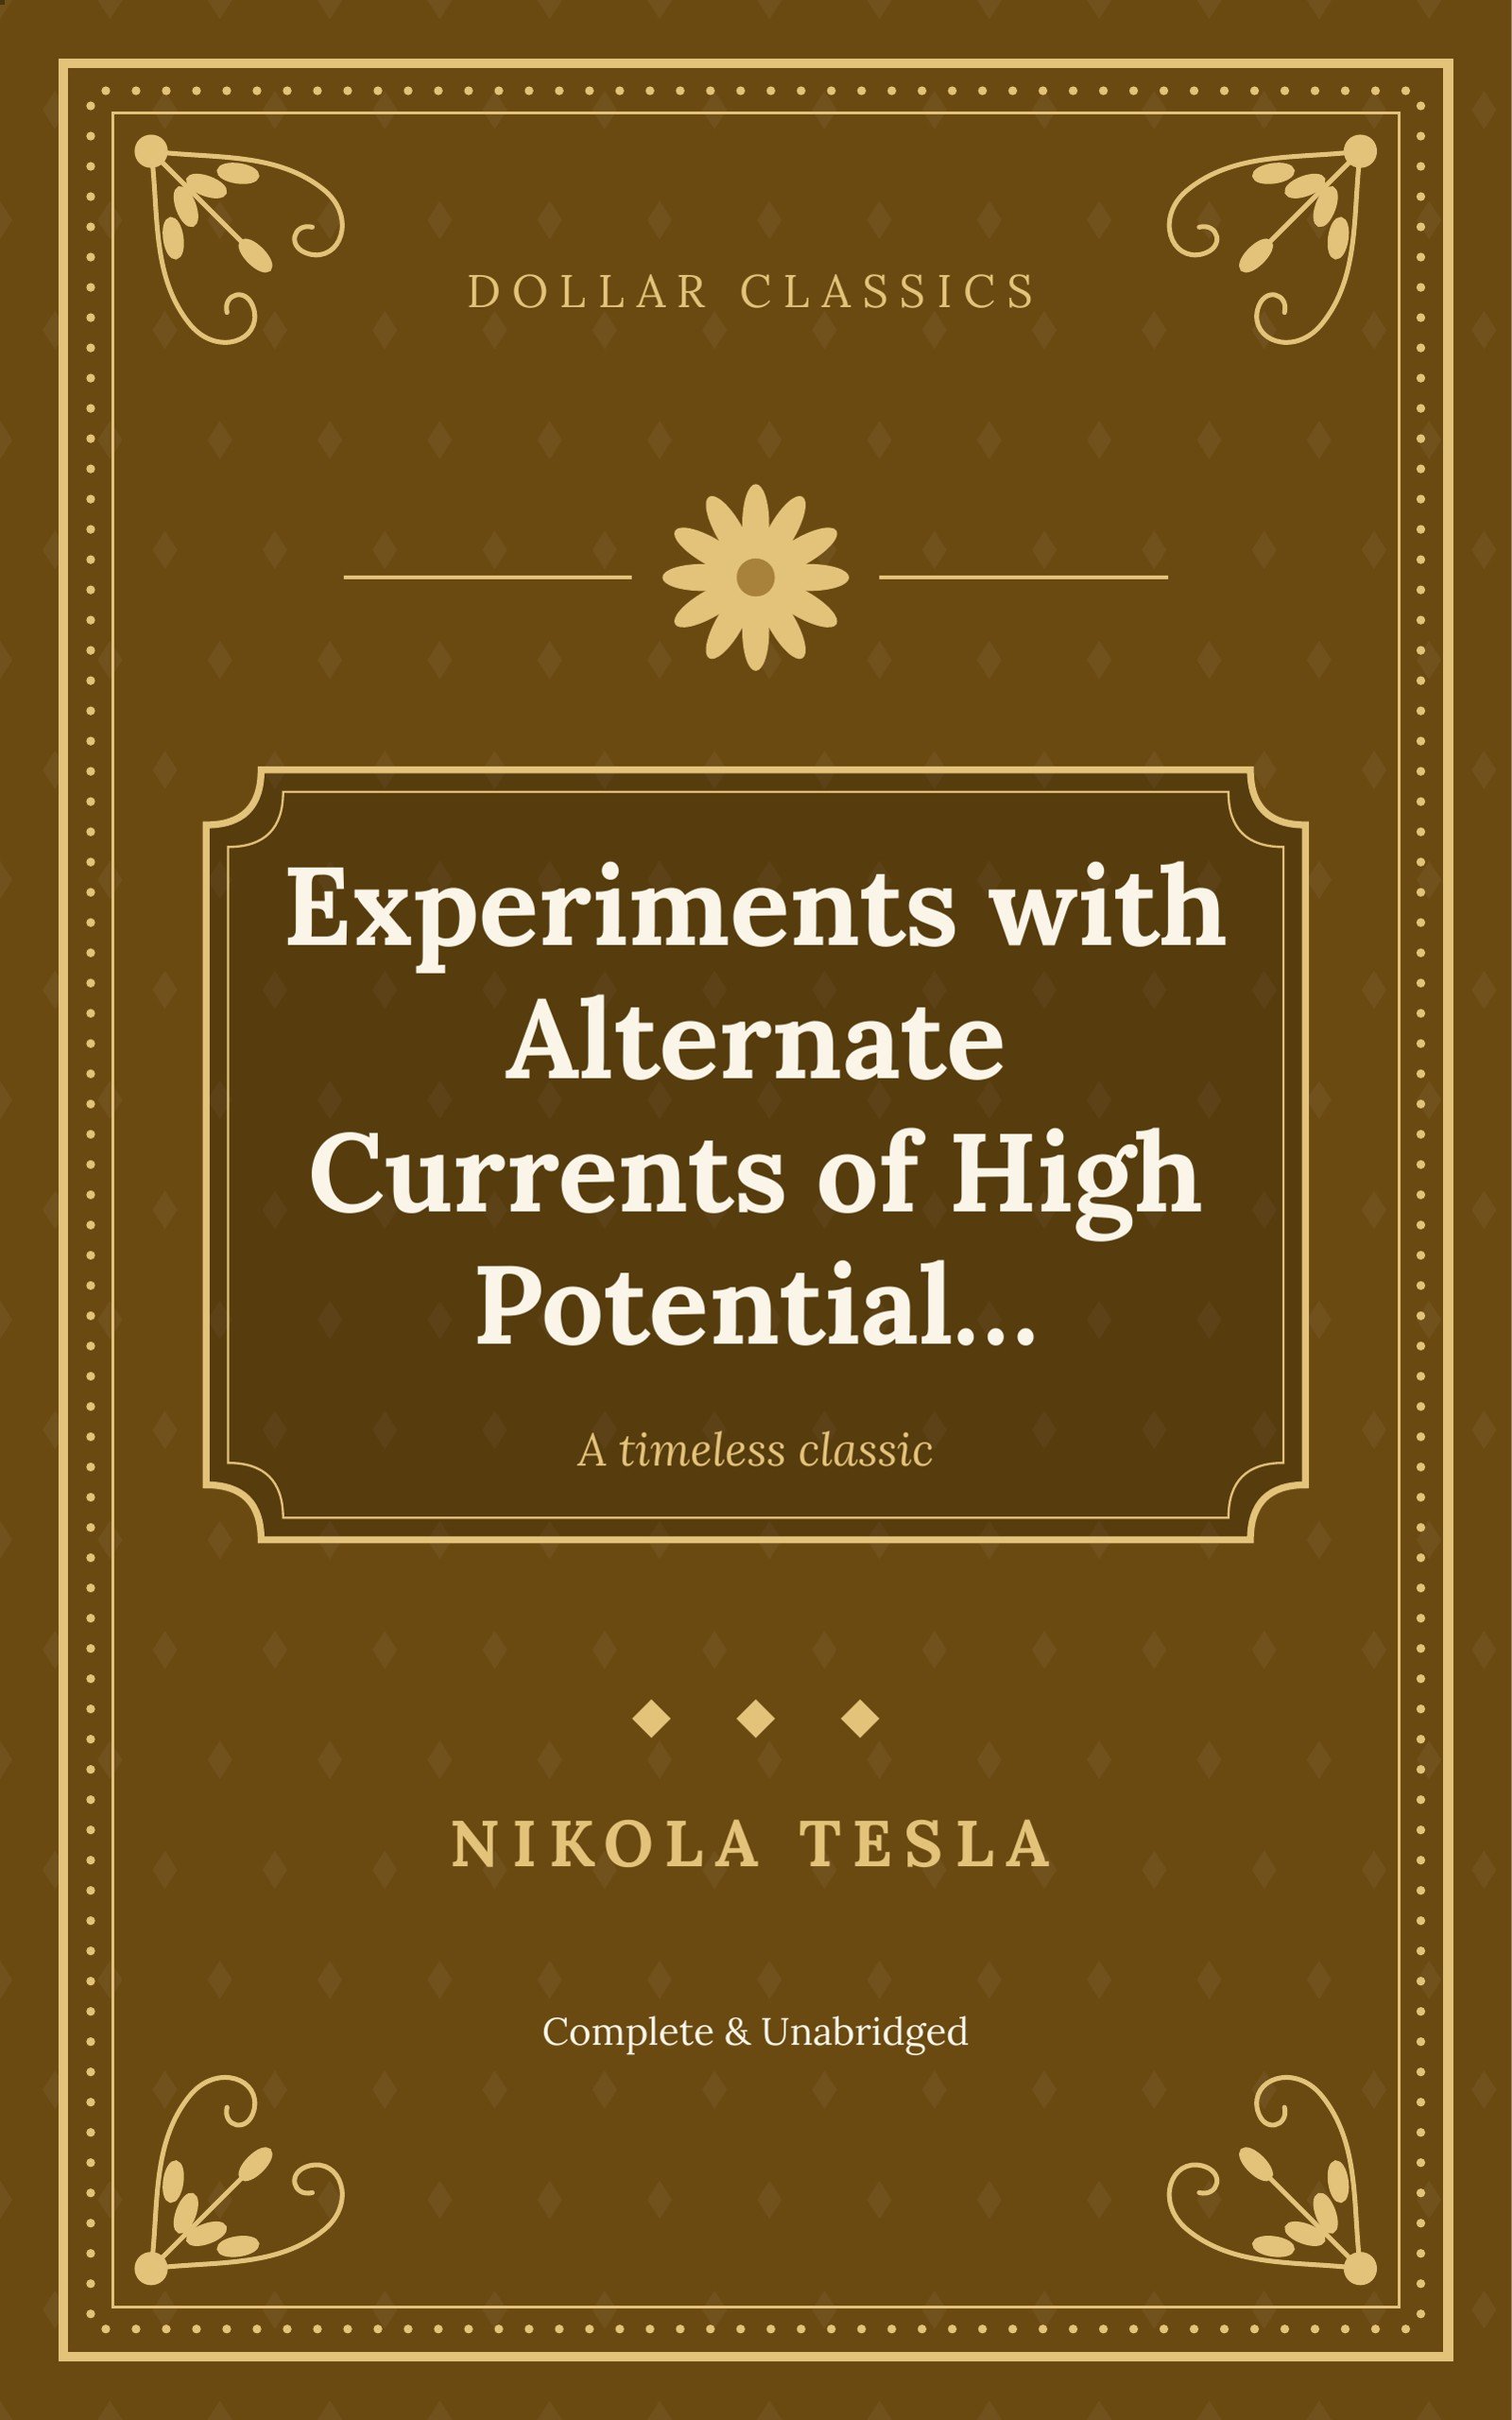 DOLLAR CLASSICS
Experiments with
Alternate
Currents of High
Potential...
A timeless classic
NIKOLA TESLA
Complete & Unabridged